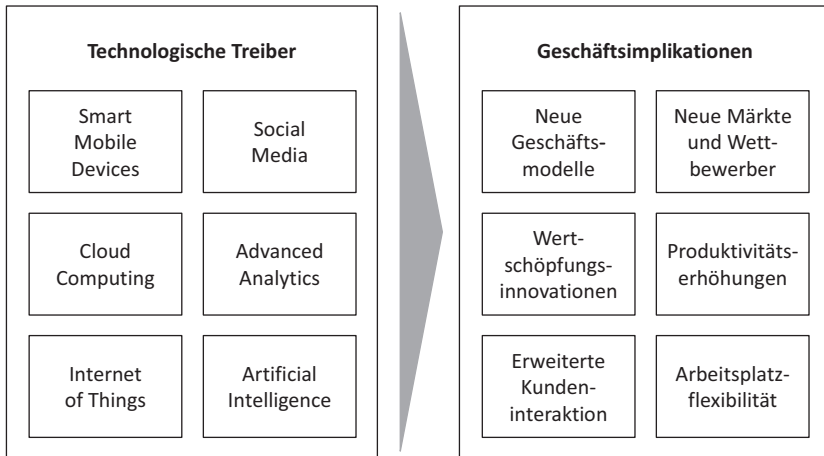 Technologische Treiber
Smart
Mobile
Devices
Social
Media
Cloud
Computing
Advanced
Analytics
Internet
of Things
Artificial
Intelligence
Geschäftsimplikationen
Neue
Geschäfts-
modelle
Neue Märkte
und Wett-
bewerber
Wert-
schöpfungs-
innovationen
Produktivitäts-
erhöhungen
Erweiterte
Kunden-
interaktion
Arbeitsplatz-
flexibilität